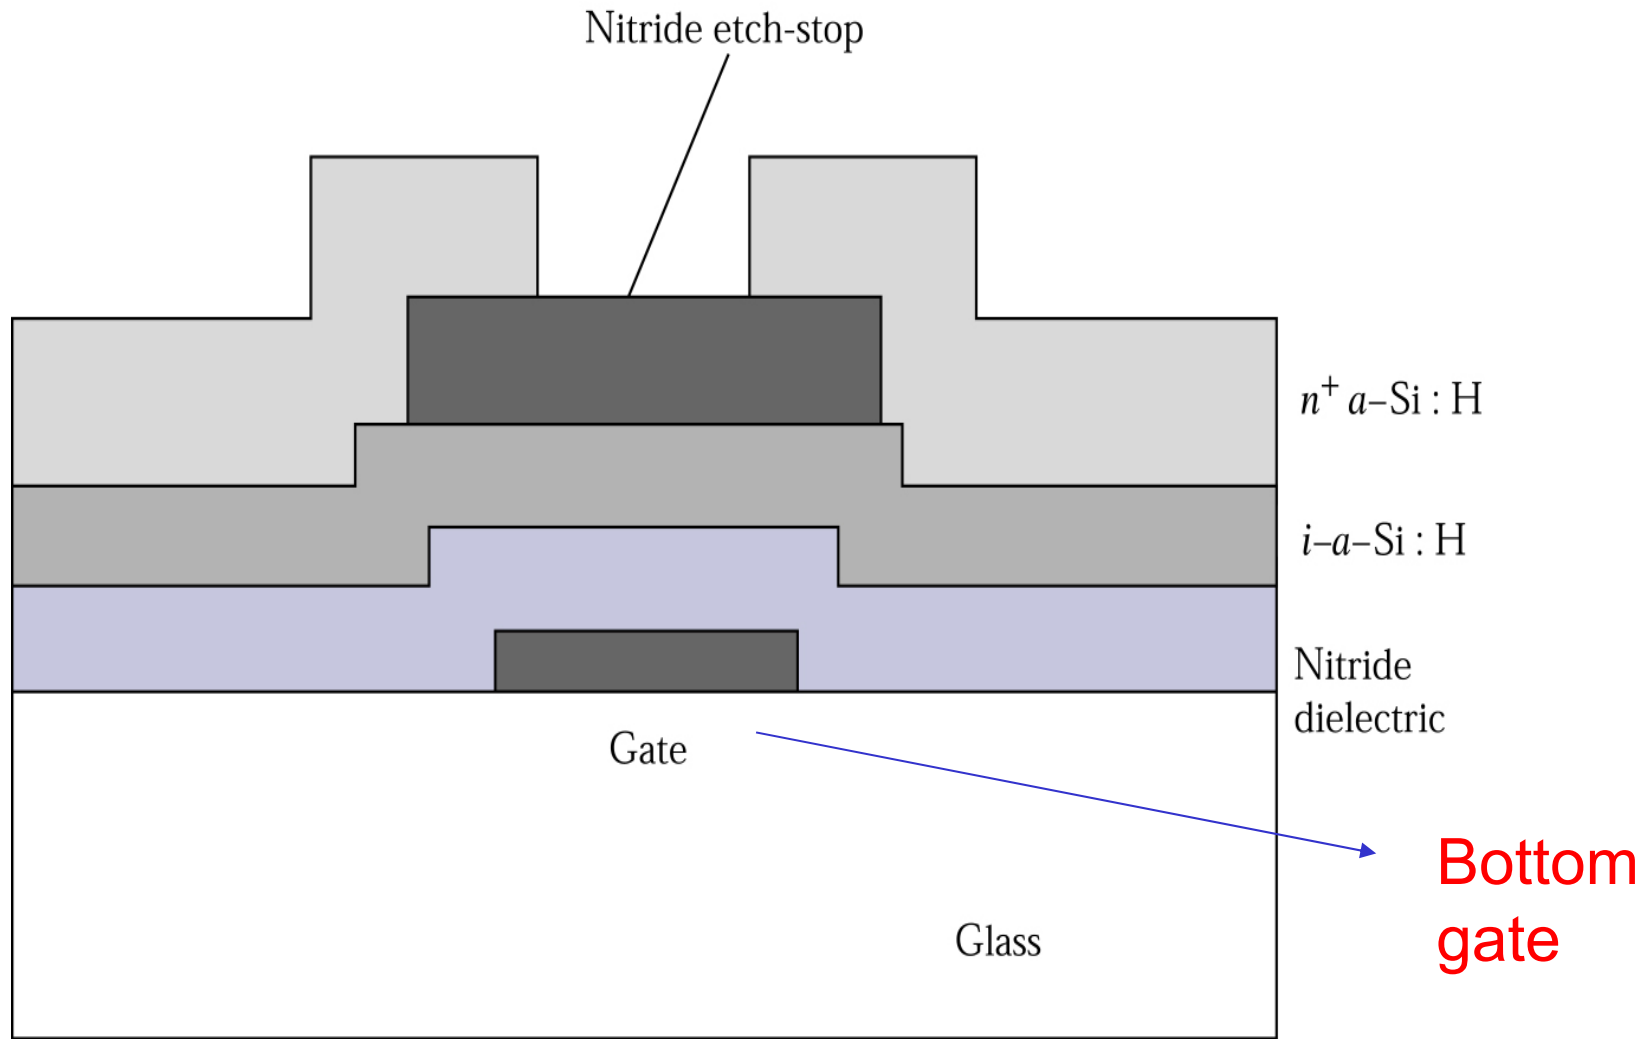 Nitride etch-stop
n⁺ a–Si : H
i–a–Si : H
Nitride
dielectric
Gate
Bottom
gate
Glass